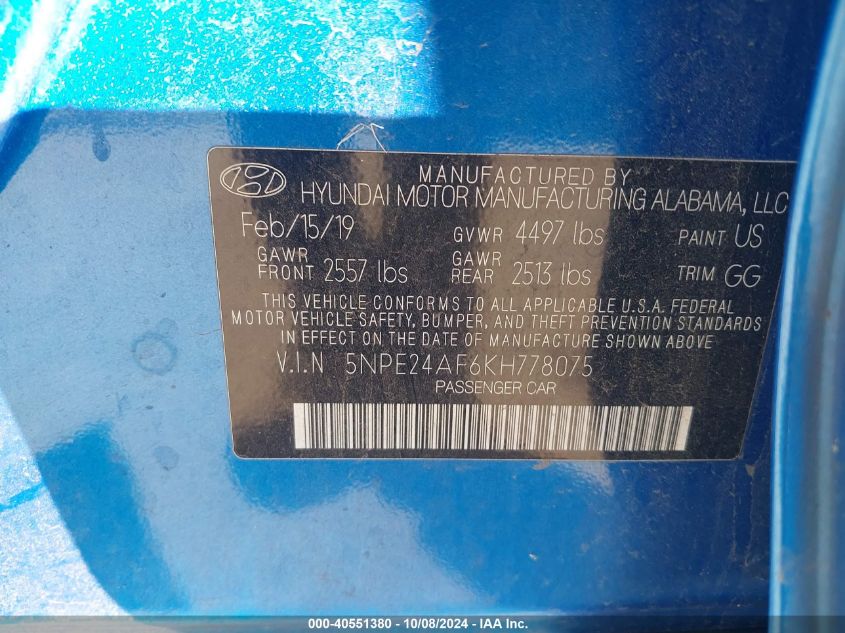 MANUFACTURED BY
HYUNDAI MOTOR MANUFACTURING ALABAMA, LLC
Feb/15/19 GVWR 4497 lbs PAINT US
GAWR FRONT 2557 lbs GAWR REAR 2513 lbs TRIM GG
THIS VEHICLE CONFORMS TO ALL APPLICABLE U.S.A. FEDERAL
MOTOR VEHICLE SAFETY, BUMPER, AND THEFT PREVENTION STANDARDS
IN EFFECT ON THE DATE OF MANUFACTURE SHOWN ABOVE.
V.I.N 5NPE24AF6KH778075
PASSENGER CAR
000-40551380 - 10/08/2024 - IAA Inc.